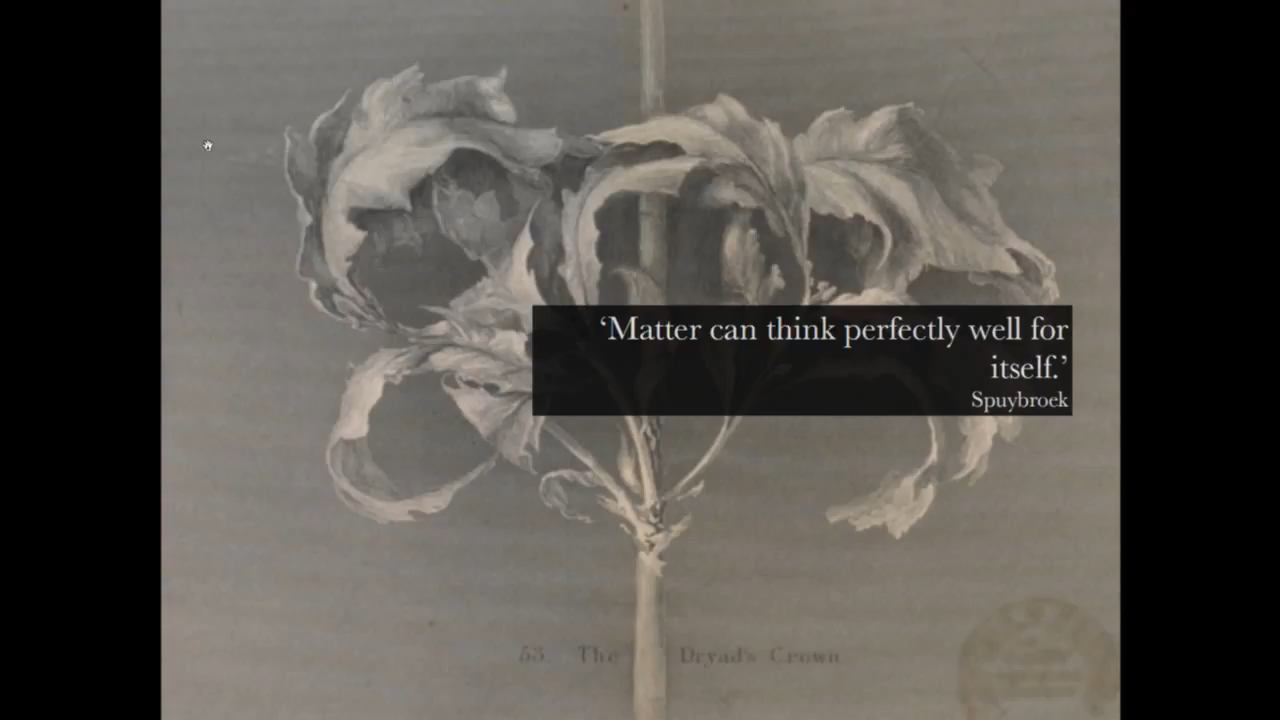 ‘Matter can think perfectly well for
itself.’
Spuybroek
53. The Dryad's Crown